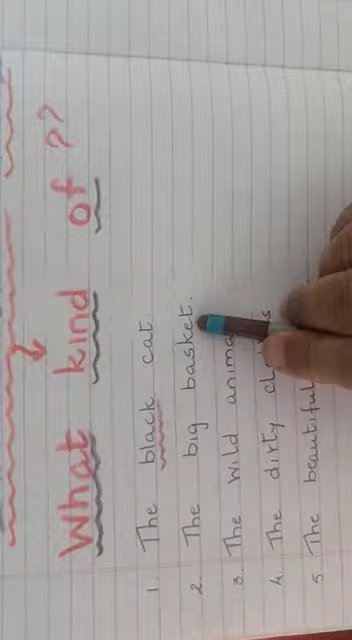 What kind of ??
1. The black cat.
2. The big basket.
3. The wild
4. The dirty
5. The beautiful